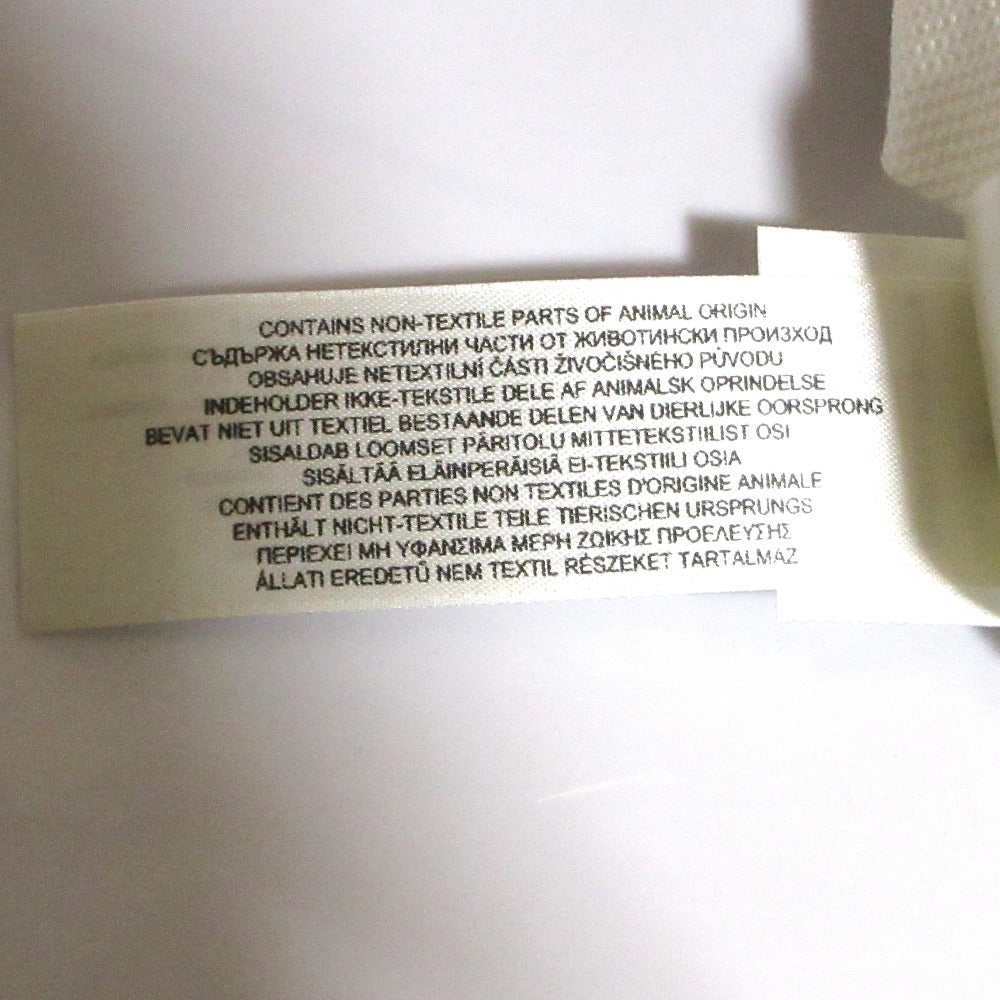 CONTAINS NON-TEXTILE PARTS OF ANIMAL ORIGIN
СЪДЪРЖА НЕТЕКСТИЛНИ ЧАСТИ ОТ ЖИВОТИНСКИ ПРОИЗХОД
OBSAHUJE NETEXTILNÍ ČÁSTI ŽIVOČIŠNÉHO PŮVODU
INDEHOLDER IKKE-TEKSTILE DELE AF ANIMALSK OPRINDELSE
BEVAT NIET UIT TEXTIEL BESTAANDE DELEN VAN DIERLIJKE OORSPRONG
SISALDAB LOOMSET PÄRITOLU MITTETEKSTIILIST OSI
SISÄLTÄÄ ELÄINPERÄISIÄ EI-TEKSTIILI OSIA
CONTIENT DES PARTIES NON TEXTILES D'ORIGINE ANIMALE
ENTHÄLT NICHT-TEXTILE TEILE TIERISCHEN URSPRUNGS
ΠΕΡΙΕΧΕΙ ΜΗ ΥΦΑΝΣΙΜΑ ΜΕΡΗ ΖΩΙΚΗΣ ΠΡΟΕΛΕΥΣΗΣ
ÁLLATI EREDETŰ NEM TEXTIL RÉSZEKET TARTALMAZ